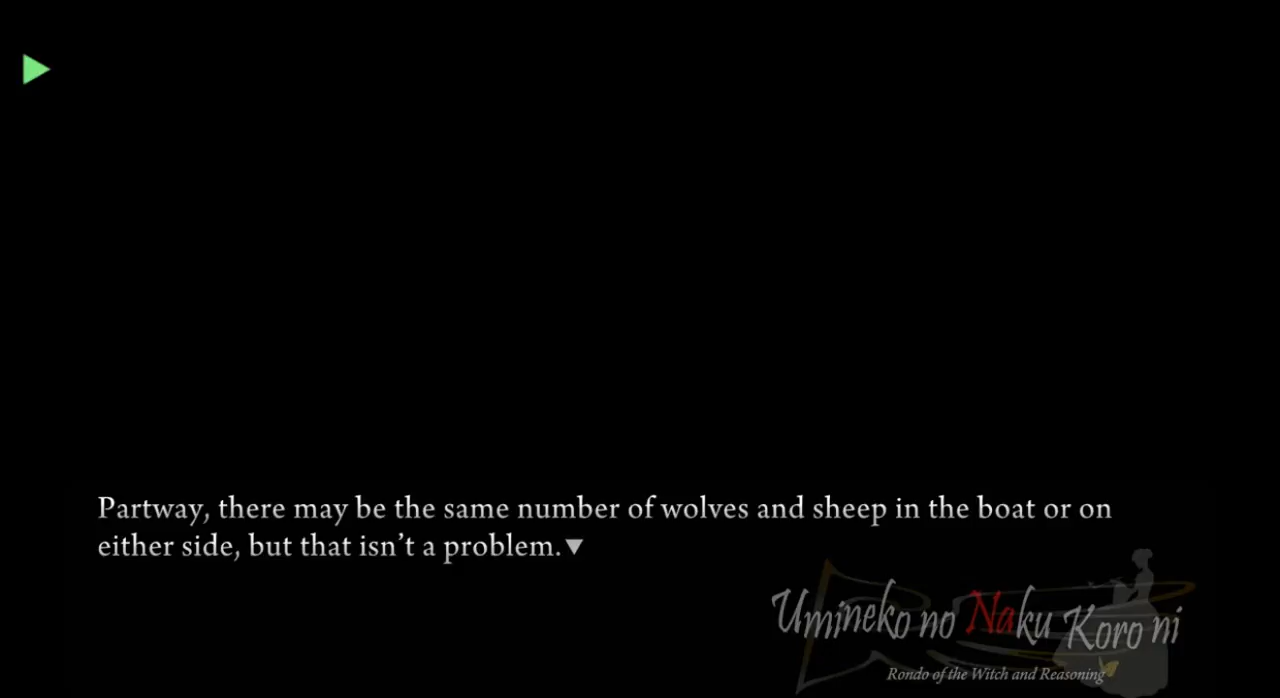 Partway, there may be the same number of wolves and sheep in the boat or on
either side, but that isn’t a problem.
Umineko no Naku Koro ni
Rondo of the Witch and Reasoning